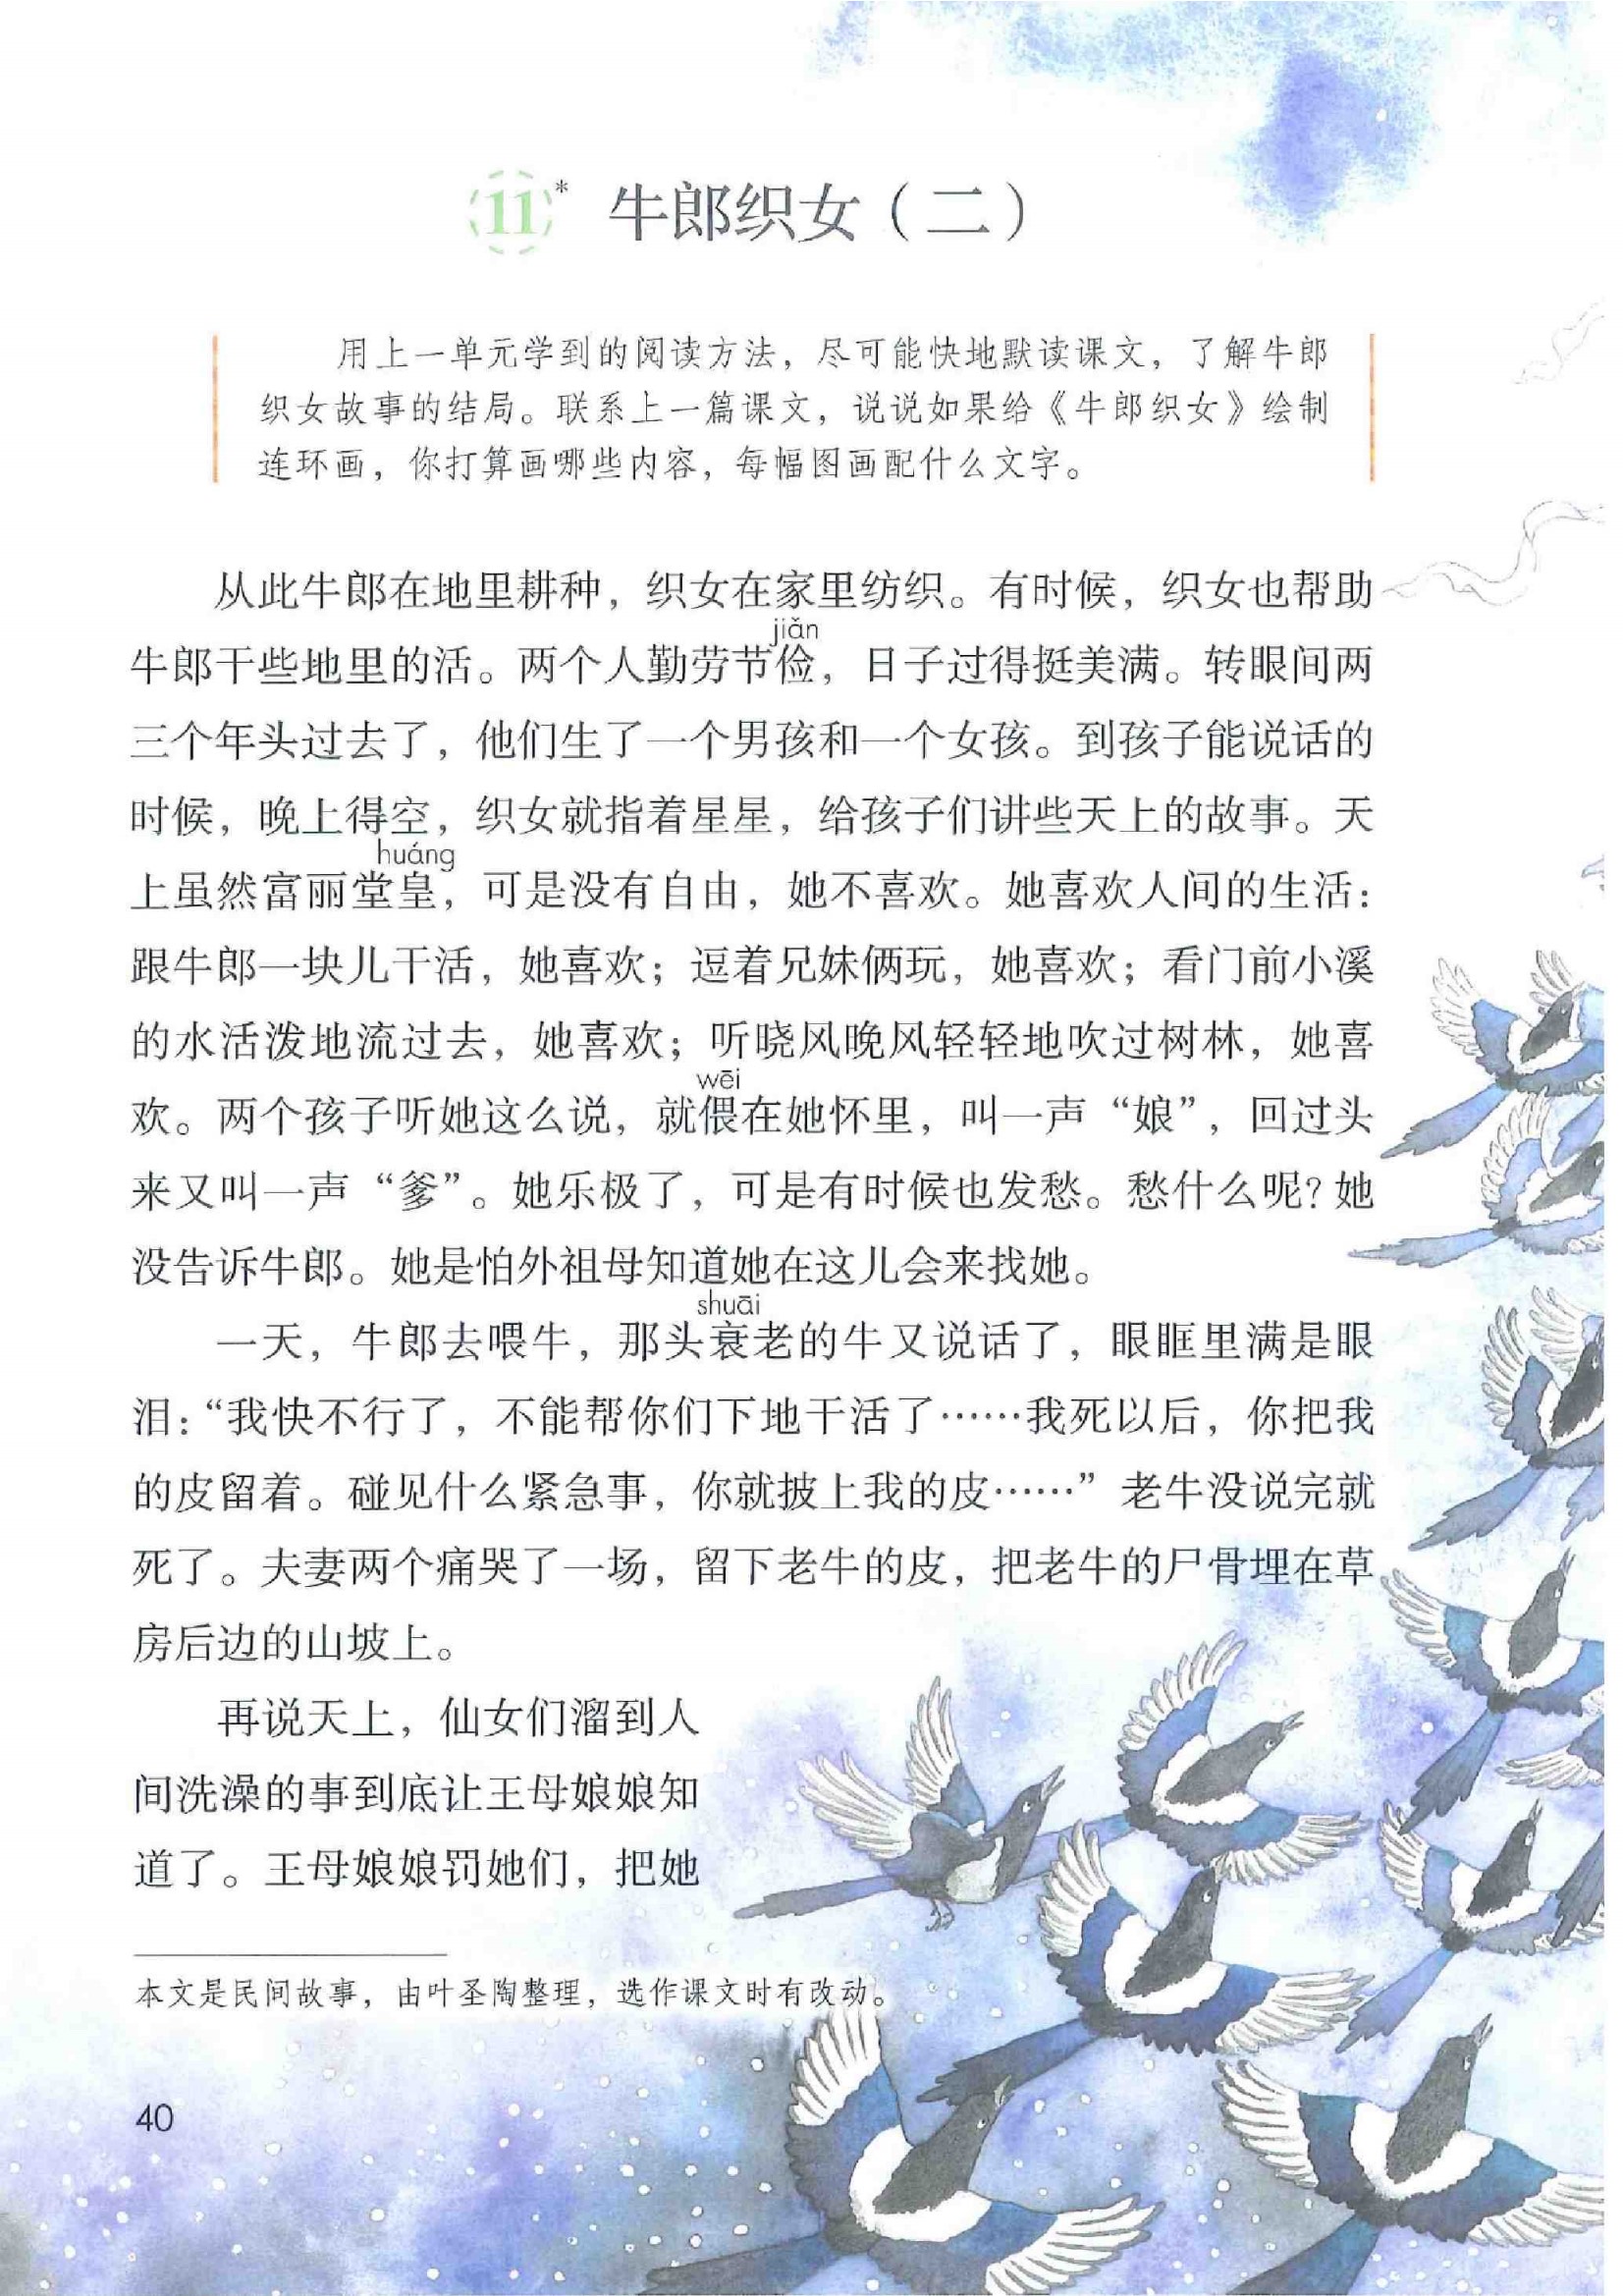 11* 牛郎织女（二）
用上一单元学到的阅读方法，尽可能快地默读课文，了解牛郎
织女故事的结局。联系上一篇课文，说说如果给《牛郎织女》绘制
连环画，你打算画哪些内容，每幅图画配什么文字。
从此牛郎在地里耕种，织女在家里纺织。有时候，织女也帮助
jiǎn
牛郎干些地里的活。两个人勤劳节俭，日子过得挺美满。转眼间两
三个年头过去了，他们生了一个男孩和一个女孩。到孩子能说话的
时候，晚上得空，织女就指着星星，给孩子们讲些天上的故事。天
huáng
上虽然富丽堂皇，可是没有自由，她不喜欢。她喜欢人间的生活：
跟牛郎一块儿干活，她喜欢；逗着兄妹俩玩，她喜欢；看门前小溪
的水活泼地流过去，她喜欢；听晓风晚风轻轻地吹过树林，她喜
wēi
欢。两个孩子听她这么说，就偎在她怀里，叫一声“娘”，回过头
来又叫一声“爹”。她乐极了，可是有时候也发愁。愁什么呢？她
没告诉牛郎。她是怕外祖母知道她在这儿会来找她。
shuāi
一天，牛郎去喂牛，那头衰老的牛又说话了，眼眶里满是眼
泪：“我快不行了，不能帮你们下地干活了……我死以后，你把我
的皮留着。碰见什么紧急事，你就披上我的皮……”老牛没说完就
死了。夫妻两个痛哭了一场，留下老牛的皮，把老牛的尸骨埋在草
房后边的山坡上。
再说天上，仙女们溜到人
间洗澡的事到底让王母娘娘知
道了。王母娘娘罚她们，把她
本文是民间故事，由叶圣陶整理，选作课文时有改动。
40